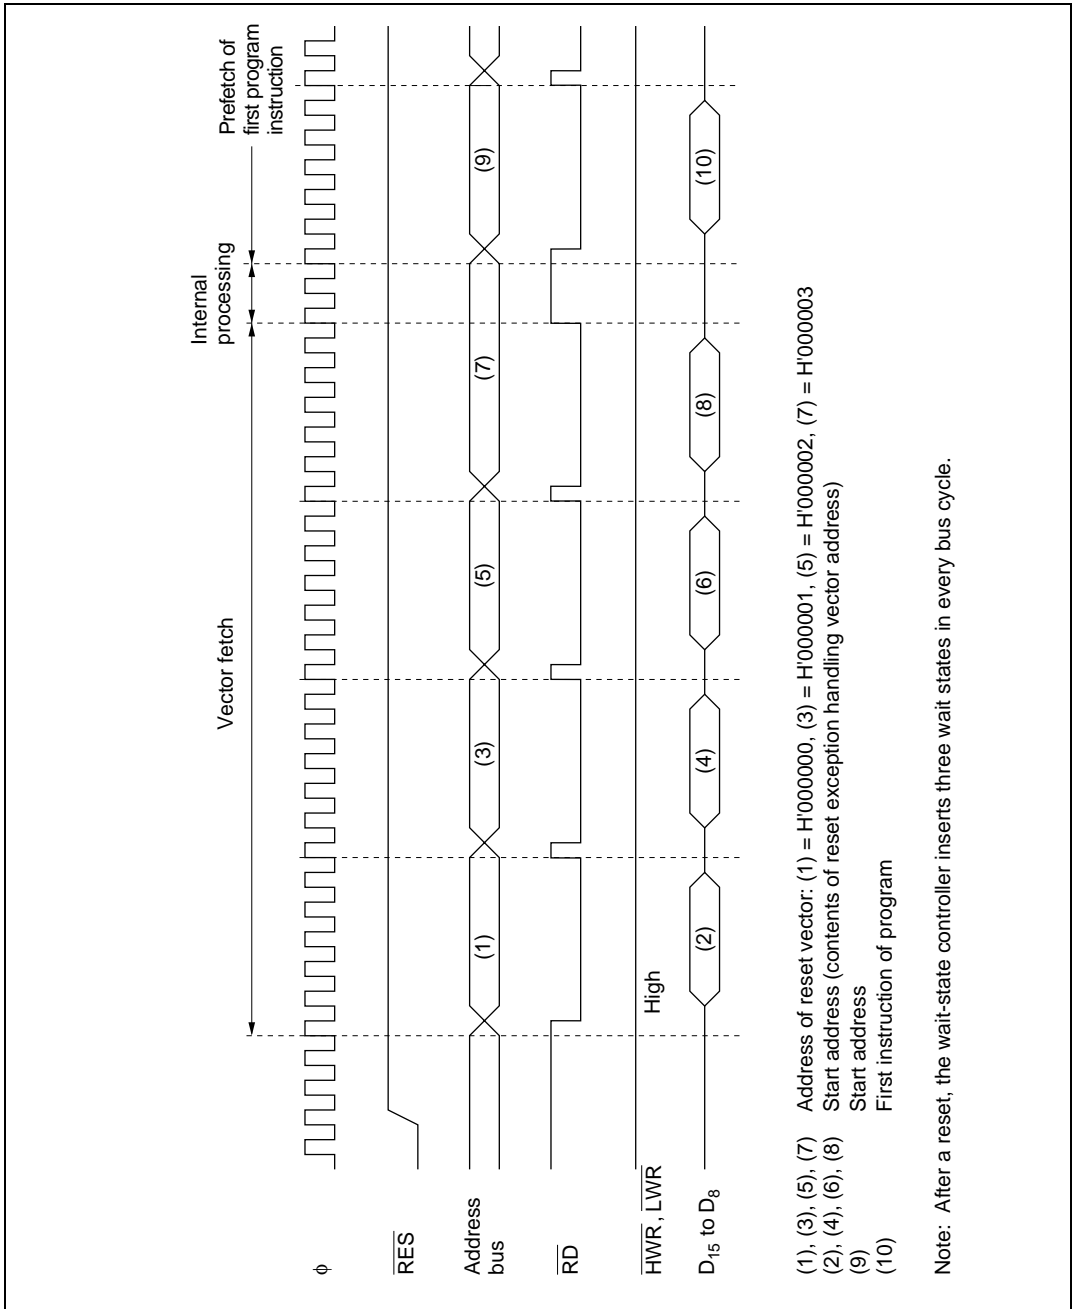 Vector fetch
Internal
processing
Prefetch of
first program
instruction
φ
RES
Address
bus
(1)
(3)
(5)
(7)
(9)
RD
HWR , LWR
High
D15 to D8
(2)
(4)
(6)
(8)
(10)
(1), (3), (5), (7) Address of reset vector: (1) = H'000000, (3) = H'000001, (5) = H'000002, (7) = H'000003
(2), (4), (6), (8) Start address (contents of reset exception handling vector address)
(9) Start address
(10) First instruction of program
Note: After a reset, the wait-state controller inserts three wait states in every bus cycle.